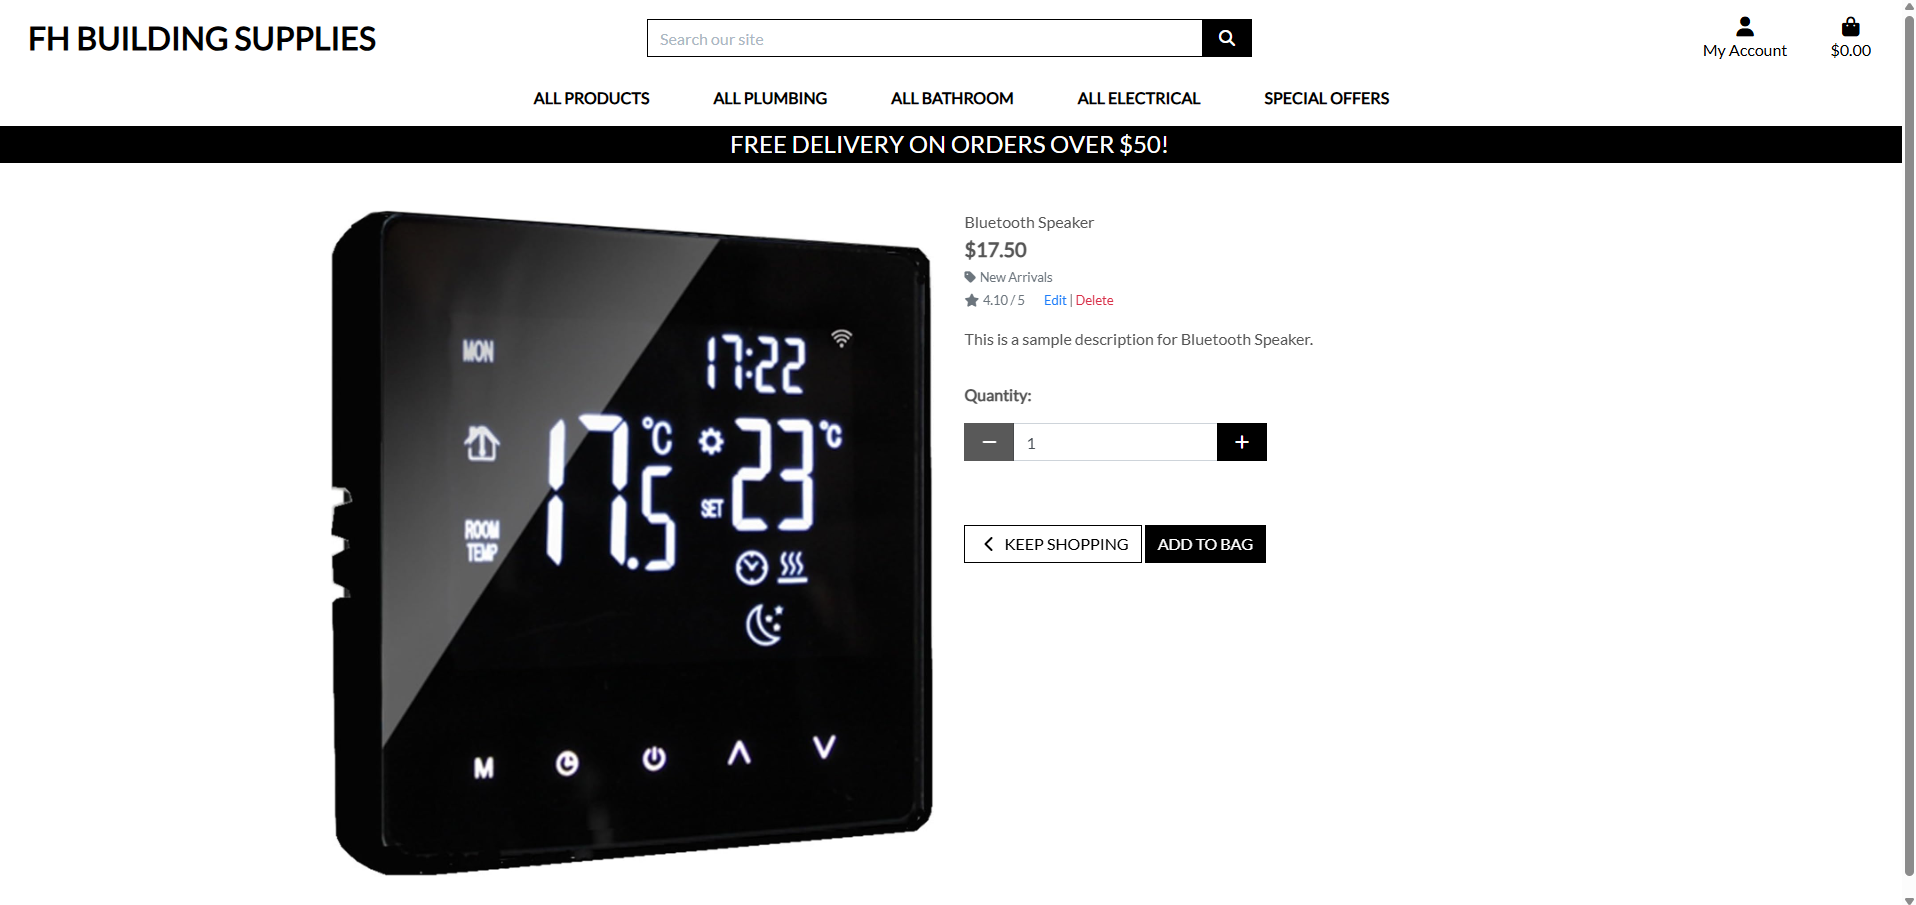 FH BUILDING SUPPLIES
Search our site
My Account
$0.00
ALL PRODUCTS
ALL PLUMBING
ALL BATHROOM
ALL ELECTRICAL
SPECIAL OFFERS
FREE DELIVERY ON ORDERS OVER $50!
MON
17:22
17.5 °C
23 °C
SET
ROOM
TEMP
M
Bluetooth Speaker
$17.50
New Arrivals
4.10 / 5 Edit | Delete
This is a sample description for Bluetooth Speaker.
Quantity:
1
KEEP SHOPPING
ADD TO BAG